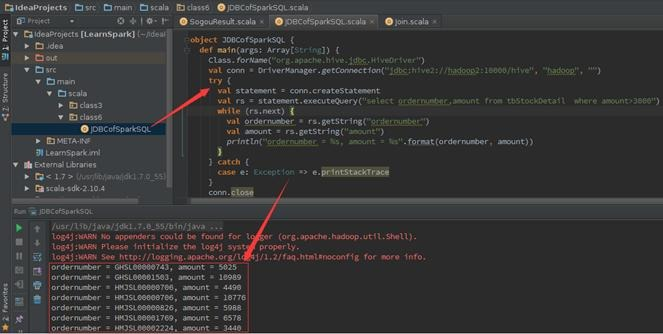 IdeaProjects
LearnSpark
src
main
scala
class6
JDBCofSparkSQL.scala
Project
SogouResult.scala
JDBCofSparkSQL.scala
Join.scala
IdeaProjects [LearnSpark]
.idea
out
src
main
scala
class3
class6
JDBCofSparkSQL
META-INF
LearnSpark.iml
External Libraries
< 1.7 >
scala-sdk-2.10.4
1: Project
7: Structure
2: Favorites
object JDBCofSparkSQL {
def main(args: Array[String]) {
Class.forName("org.apache.hive.jdbc.HiveDriver")
val conn = DriverManager.getConnection("jdbc:hive2://hadoop2:10000/hive", "hadoop", "")
try {
val statement = conn.createStatement
val rs = statement.executeQuery("select ordernumber,amount from tbStockDetail where amount>3000")
while (rs.next) {
val ordernumber = rs.getString("ordernumber")
val amount = rs.getString("amount")
println("ordernumber = %s, amount = %s".format(ordernumber, amount))
}
} catch {
case e: Exception => e.printStackTrace
}
conn.close
Run JDBCofSparkSQL
/usr/lib/java/jdk1.7.0_55/bin/java ...
log4j:WARN No appenders could be found for logger (org.apache.hadoop.util.Shell).
log4j:WARN Please initialize the log4j system properly.
log4j:WARN See http://logging.apache.org/log4j/1.2/faq.html#noconfig for more info.
ordernumber = GHSL00000743, amount = 5025
ordernumber = GHSL00001503, amount = 10989
ordernumber = HMJSL00000706, amount = 4490
ordernumber = HMJSL00000706, amount = 10776
ordernumber = HMJSL00000826, amount = 5988
ordernumber = HMJSL00001769, amount = 6578
ordernumber = HMJSL00002224, amount = 3440